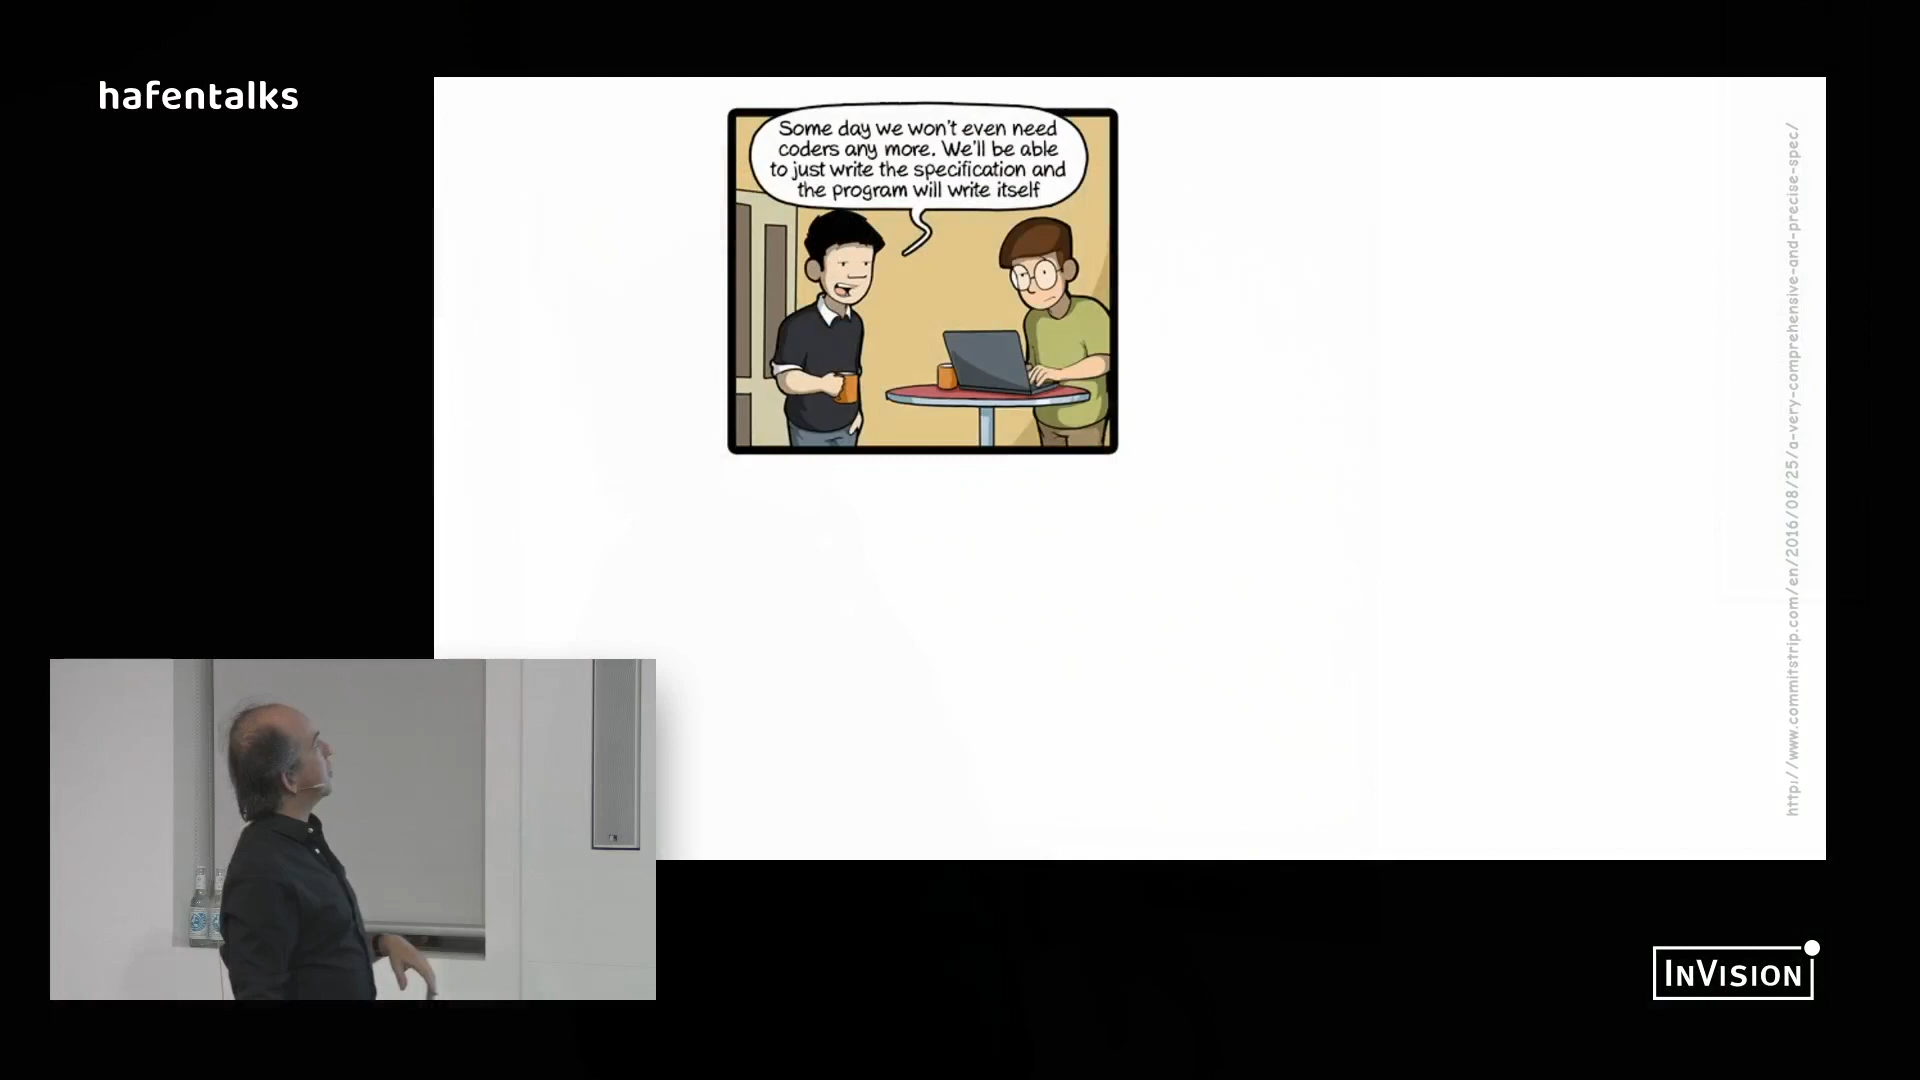 hafentalks
Some day we won't even need
coders any more. We'll be able
to just write the specification and
the program will write itself
http://www.commitstrip.com/en/2016/08/25/a-very-comprehensive-and-precise-spec/
INVISION